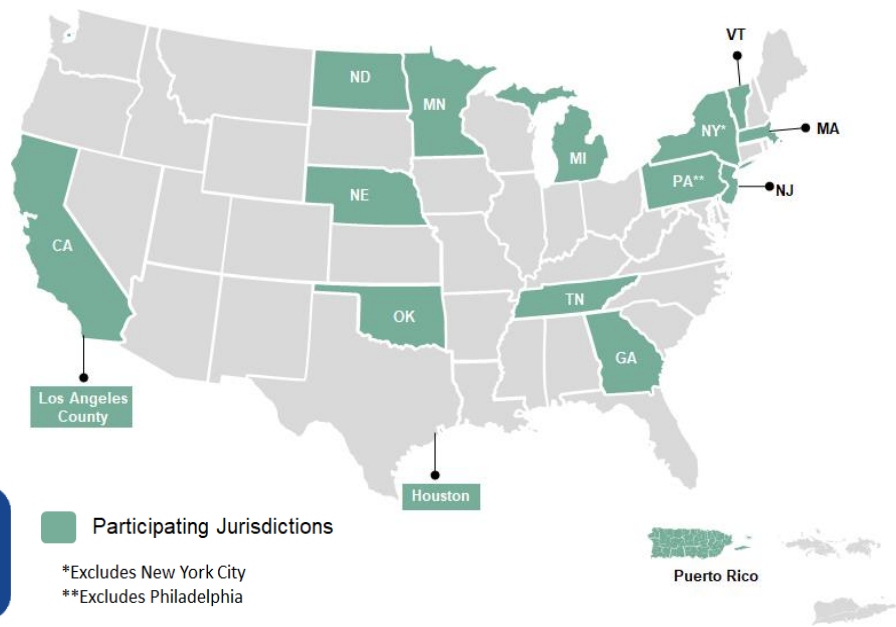 VT
ND
MN
NY*
MA
MI
PA**
NE
NJ
CA
TN
OK
GA
Los Angeles
County
Houston
Participating Jurisdictions
*Excludes New York City
**Excludes Philadelphia
Puerto Rico